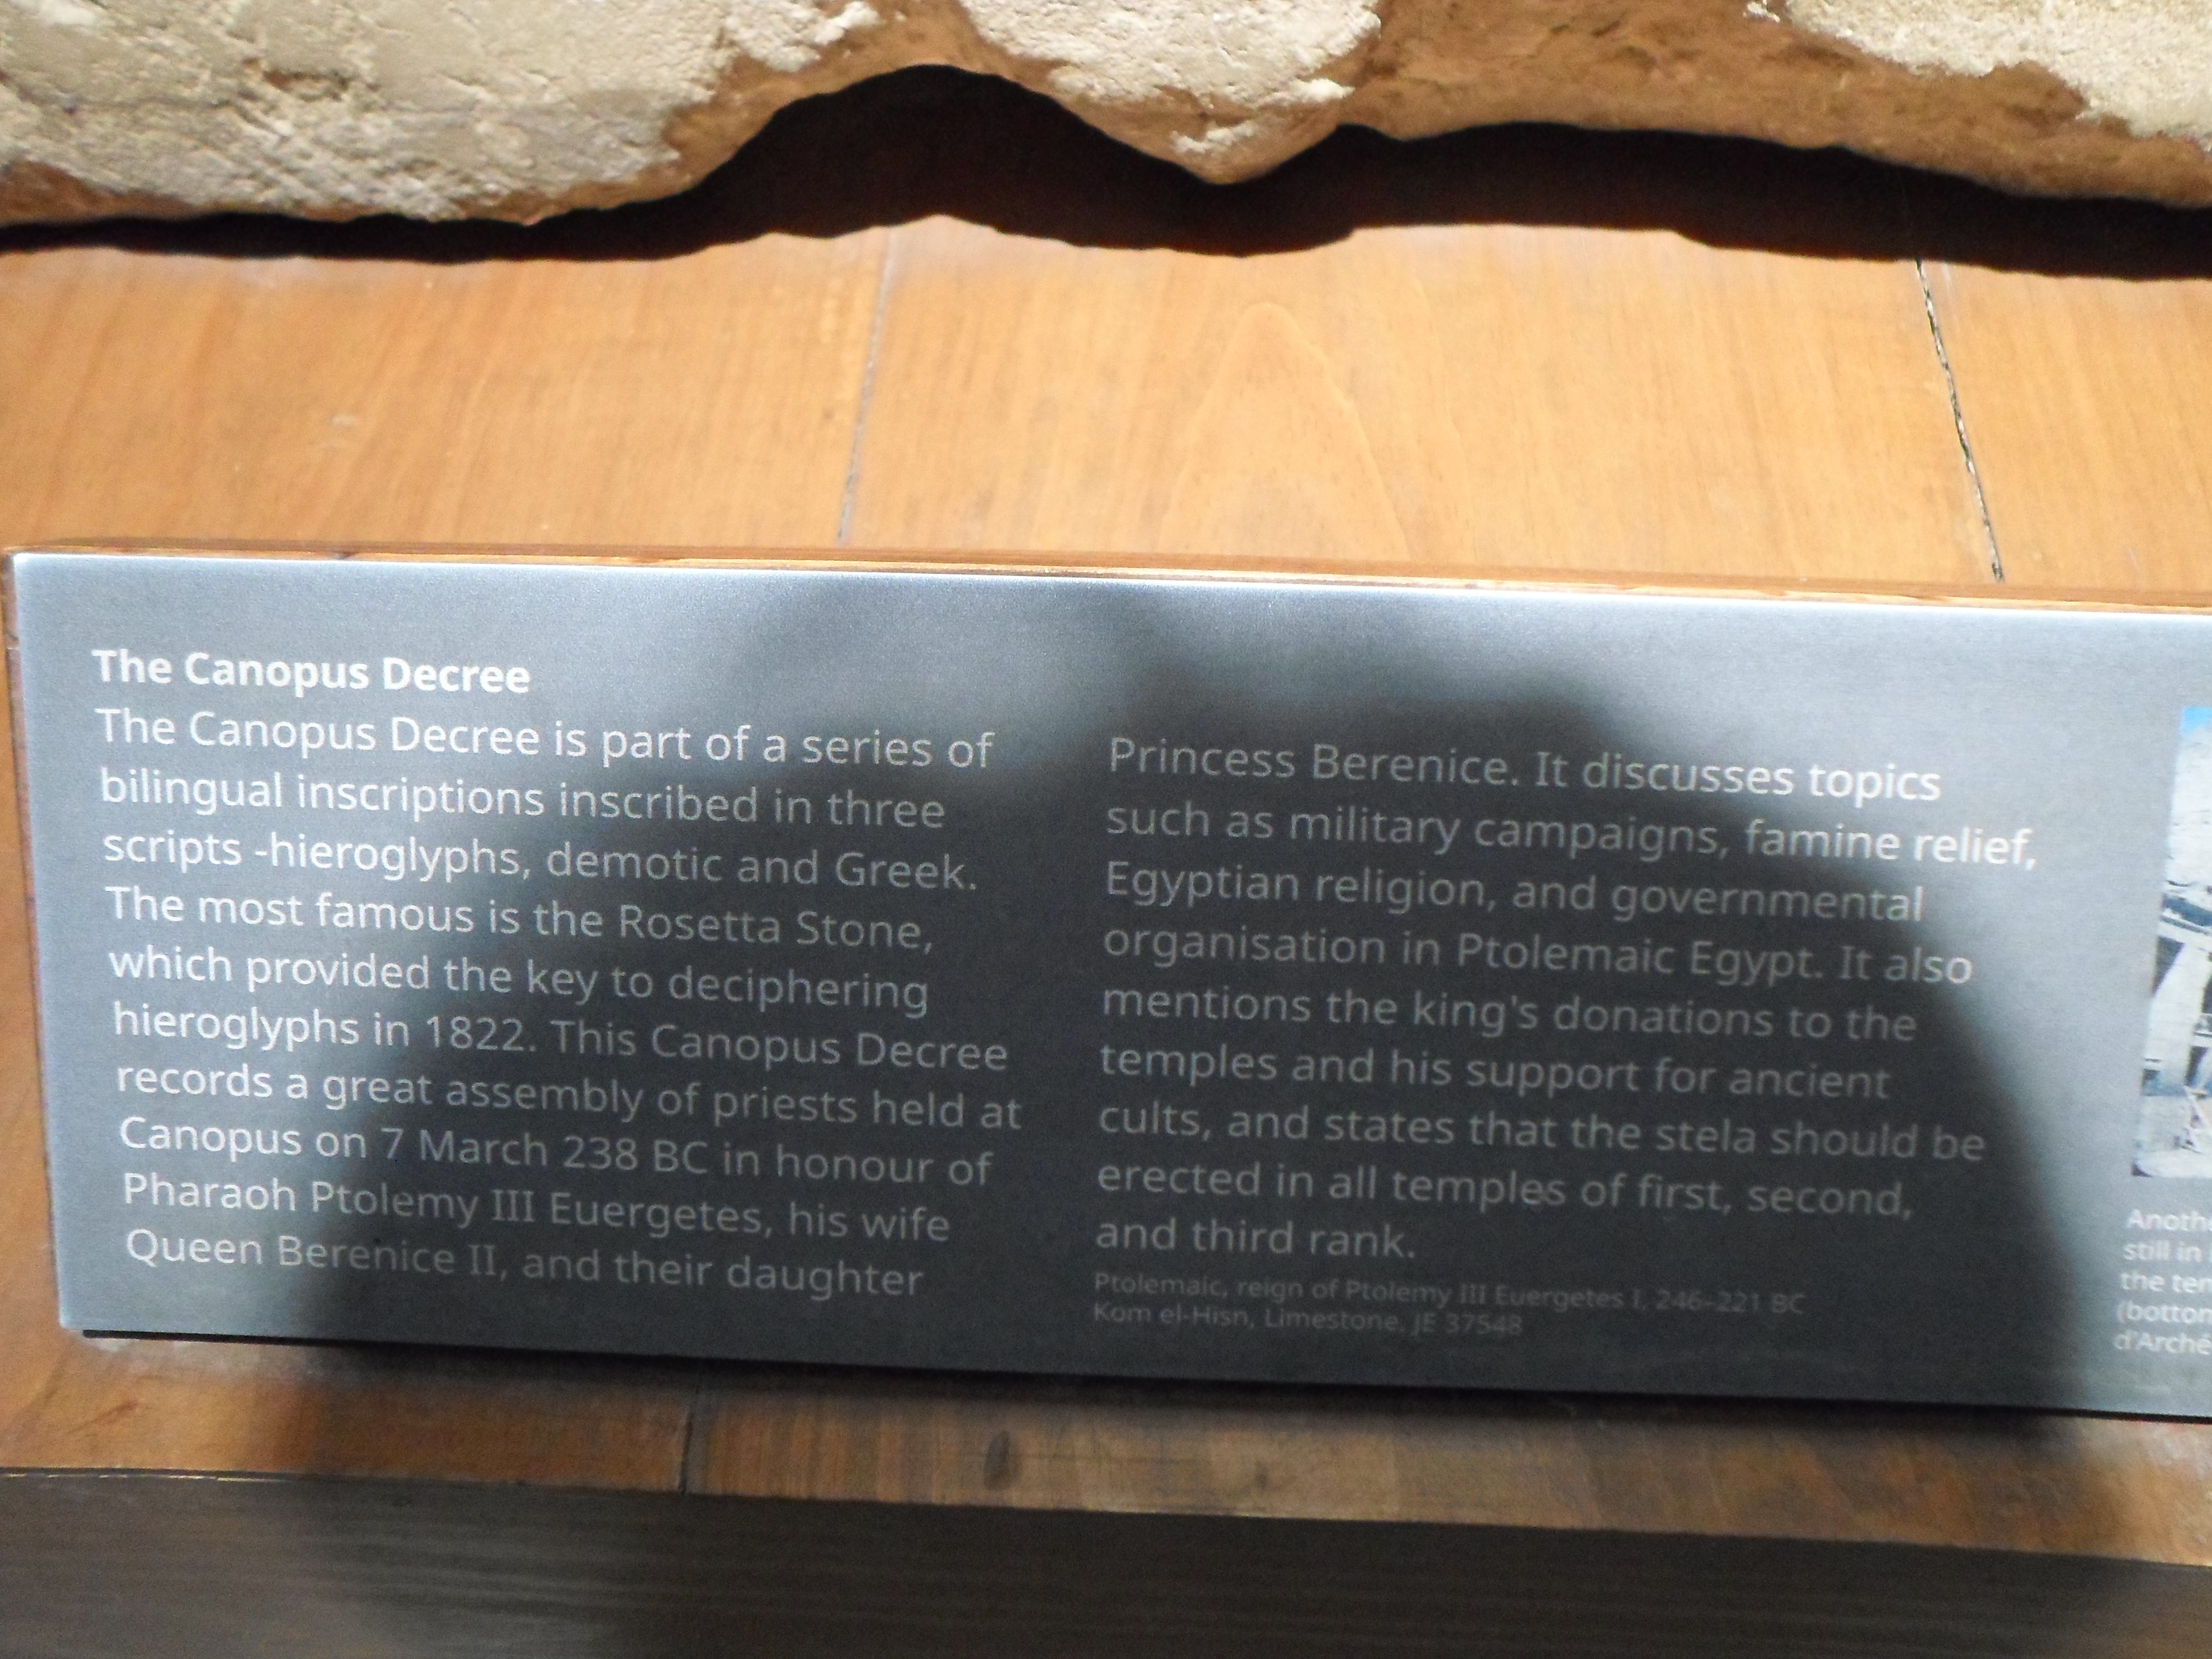 The Canopus Decree
The Canopus Decree is part of a series of
bilingual inscriptions inscribed in three
scripts -hieroglyphs, demotic and Greek.
The most famous is the Rosetta Stone,
which provided the key to deciphering
hieroglyphs in 1822. This Canopus Decree
records a great assembly of priests held at
Canopus on 7 March 238 BC in honour of
Pharaoh Ptolemy III Euergetes, his wife
Queen Berenice II, and their daughter
Princess Berenice. It discusses topics
such as military campaigns, famine relief,
Egyptian religion, and governmental
organisation in Ptolemaic Egypt. It also
mentions the king's donations to the
temples and his support for ancient
cults, and states that the stela should be
erected in all temples of first, second,
and third rank.
Ptolemaic, reign of Ptolemy III Euergetes I, 246–221 BC
Kom el-Hisn, Limestone, JE 37548
still in
the